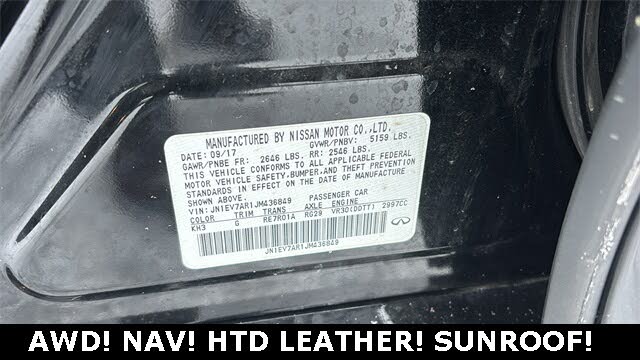 MANUFACTURED BY NISSAN MOTOR CO.,LTD.
DATE: 09/17 GVWR/PNBV: 5159 LBS.
GAWR/PNBE FR: 2646 LBS. RR: 2546 LBS.
THIS VEHICLE CONFORMS TO ALL APPLICABLE FEDERAL
MOTOR VEHICLE SAFETY,BUMPER,AND THEFT PREVENTION
STANDARDS IN EFFECT ON THE DATE OF MANUFACTURE
SHOWN ABOVE.
VIN: JN1EV7AR1JM436849 PASSENGER CAR
COLOR TRIM TRANS AXLE ENGINE
KH3 G RE7R01A RG29 VR30(DDTT) 2997CC
JN1EV7AR1JM436849
AWD! NAV! HTD LEATHER! SUNROOF!